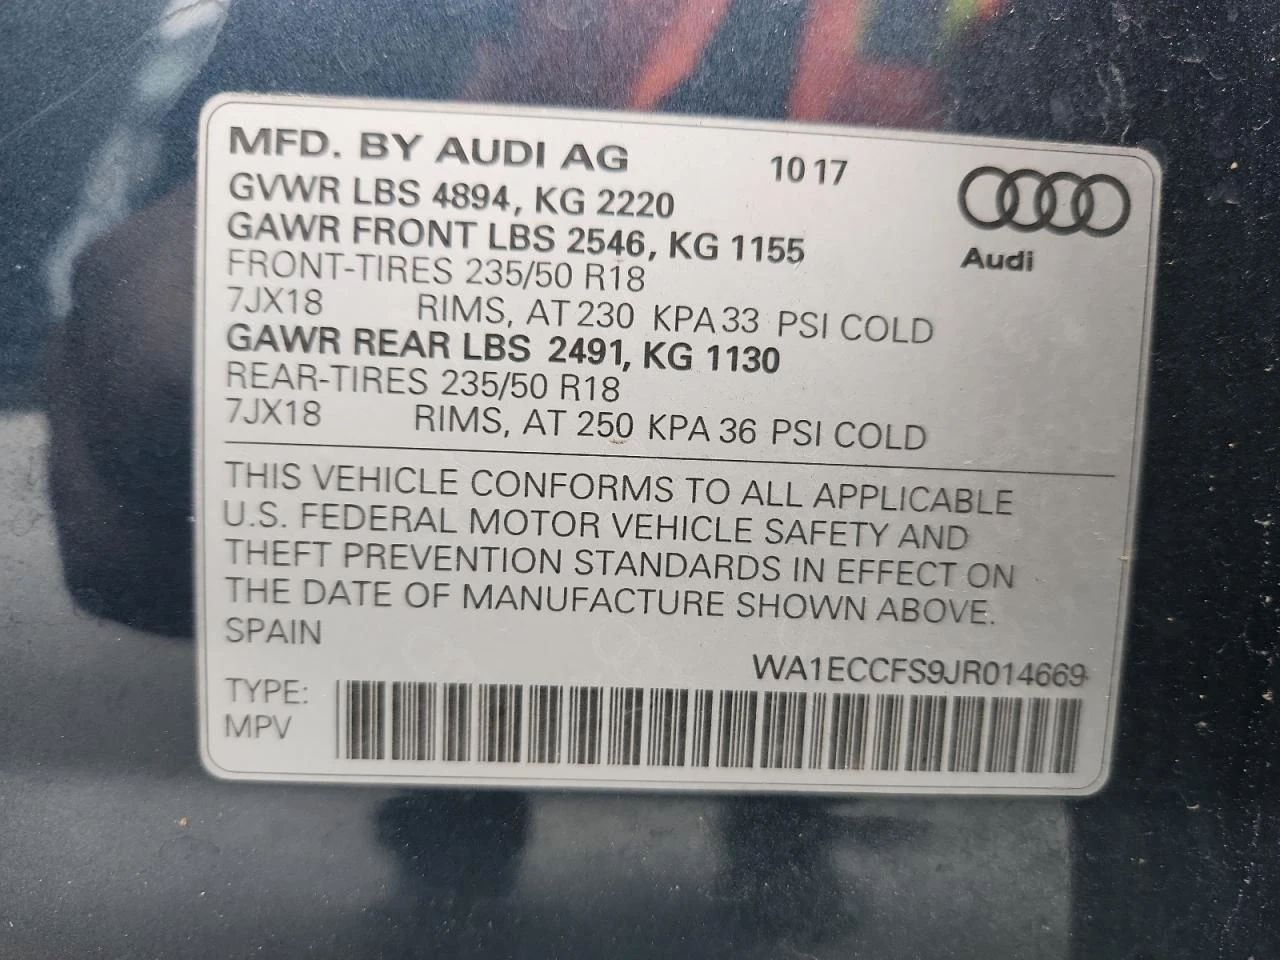 MFD. BY AUDI AG 10 17
GVWR LBS 4894, KG 2220
GAWR FRONT LBS 2546, KG 1155
Audi
FRONT-TIRES 235/50 R18
7JX18 RIMS, AT 230 KPA 33 PSI COLD
GAWR REAR LBS 2491, KG 1130
REAR-TIRES 235/50 R18
7JX18 RIMS, AT 250 KPA 36 PSI COLD
THIS VEHICLE CONFORMS TO ALL APPLICABLE
U.S. FEDERAL MOTOR VEHICLE SAFETY AND
THEFT PREVENTION STANDARDS IN EFFECT ON
THE DATE OF MANUFACTURE SHOWN ABOVE.
SPAIN
WA1ECCFS9JR014669
TYPE:
MPV